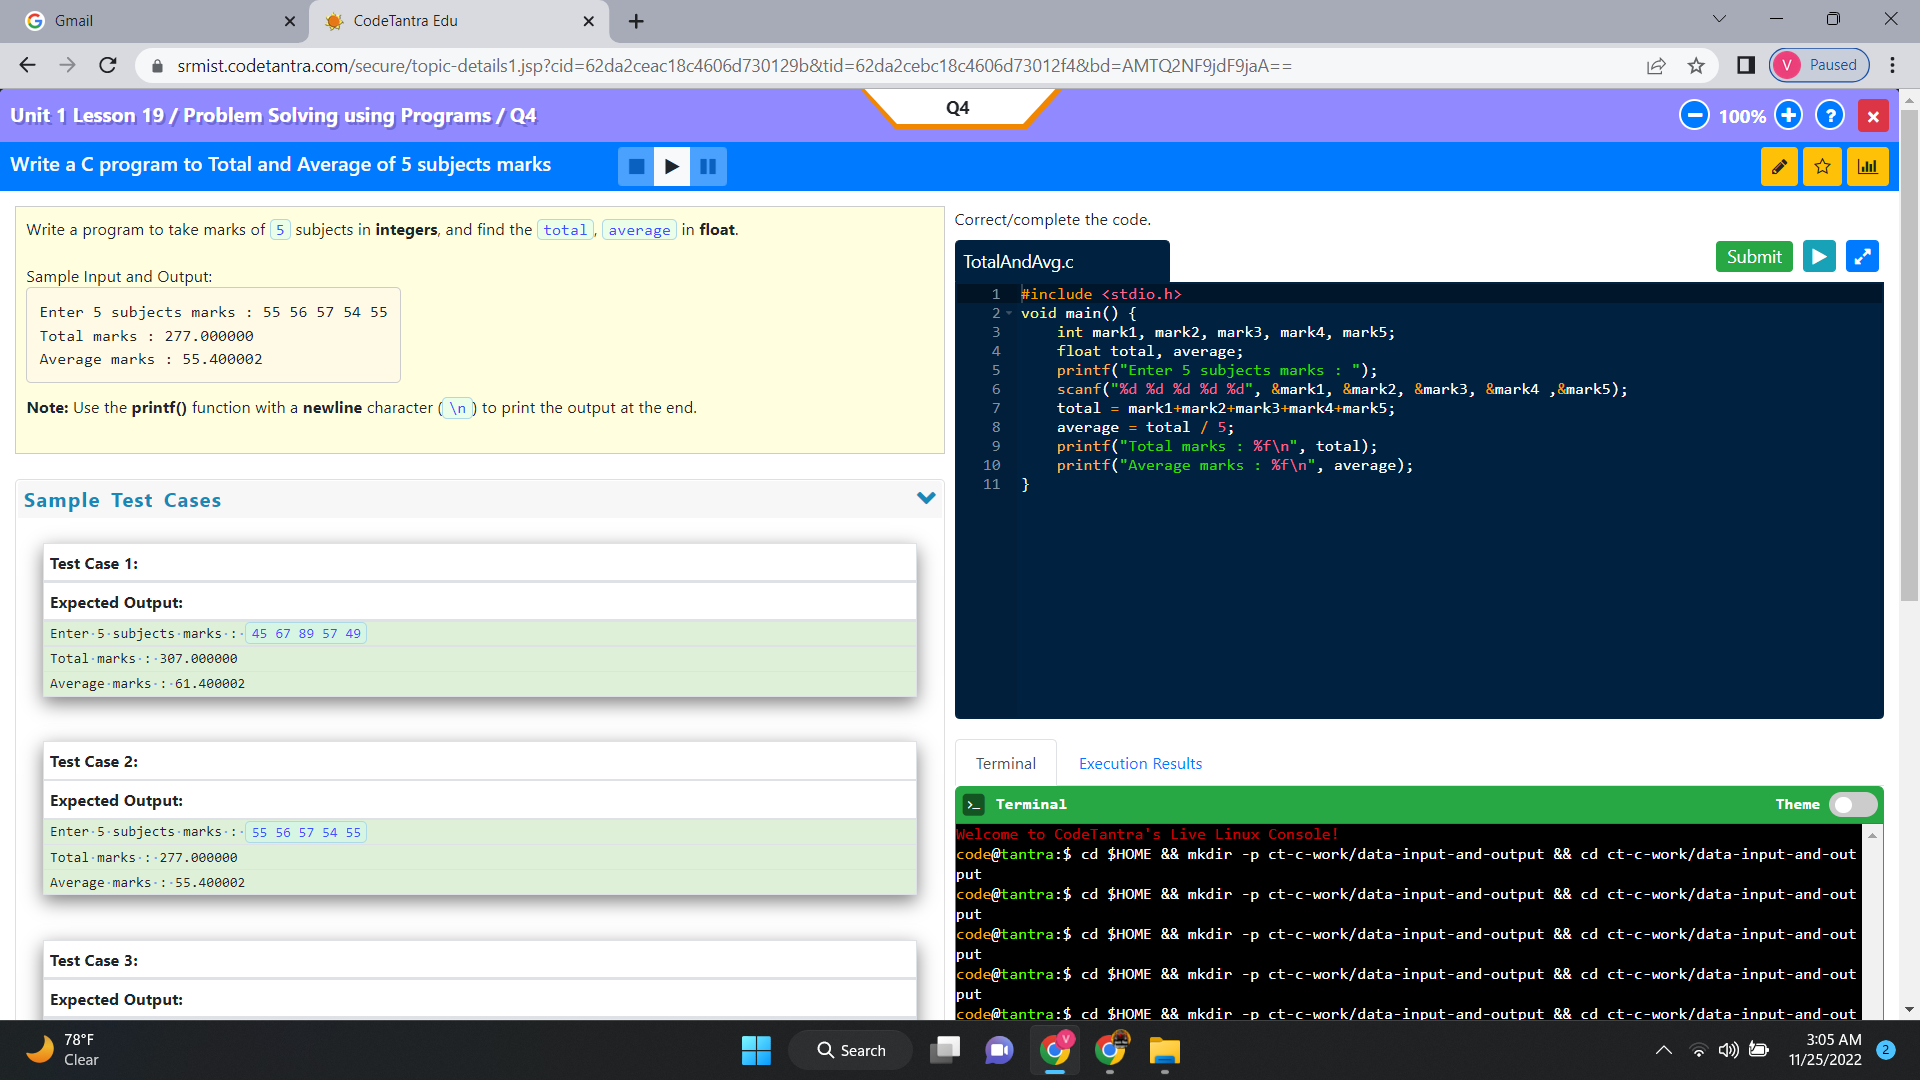 Gmail
CodeTantra Edu
srmist.codetantra.com/secure/topic-details1.jsp?cid=62da2ceac18c4606d730129b&tid=62da2cebc18c4606d73012f4&bd=AMTQ2NF9jdF9jaA==
V Paused
Unit 1 Lesson 19 / Problem Solving using Programs / Q4
Q4
100%
?
Write a C program to Total and Average of 5 subjects marks
Write a program to take marks of 5 subjects in integers, and find the total, average in float.
Sample Input and Output:
Enter 5 subjects marks : 55 56 57 54 55
Total marks : 277.000000
Average marks : 55.400002
Note: Use the printf() function with a newline character ( \n ) to print the output at the end.
Sample Test Cases
Test Case 1:
Expected Output:
Enter·5·subjects·marks·:· 45 67 89 57 49
Total·marks·:·307.000000
Average·marks·:·61.400002
Test Case 2:
Expected Output:
Enter·5·subjects·marks·:· 55 56 57 54 55
Total·marks·:·277.000000
Average·marks·:·55.400002
Test Case 3:
Expected Output:
Correct/complete the code.
TotalAndAvg.c
Submit
1 #include <stdio.h>
2 void main() {
3 int mark1, mark2, mark3, mark4, mark5;
4 float total, average;
5 printf("Enter 5 subjects marks : ");
6 scanf("%d %d %d %d %d", &mark1, &mark2, &mark3, &mark4 ,&mark5);
7 total = mark1+mark2+mark3+mark4+mark5;
8 average = total / 5;
9 printf("Total marks : %f\n", total);
10 printf("Average marks : %f\n", average);
11 }
Terminal
Execution Results
Terminal
Theme
Welcome to CodeTantra's Live Linux Console!
code@tantra:$ cd $HOME && mkdir -p ct-c-work/data-input-and-output && cd ct-c-work/data-input-and-out
put
code@tantra:$ cd $HOME && mkdir -p ct-c-work/data-input-and-output && cd ct-c-work/data-input-and-out
put
code@tantra:$ cd $HOME && mkdir -p ct-c-work/data-input-and-output && cd ct-c-work/data-input-and-out
put
code@tantra:$ cd $HOME && mkdir -p ct-c-work/data-input-and-output && cd ct-c-work/data-input-and-out
put
code@tantra:$ cd $HOME && mkdir -p ct-c-work/data-input-and-output && cd ct-c-work/data-input-and-out
78°F
Clear
Search
V
3:05 AM
11/25/2022
2